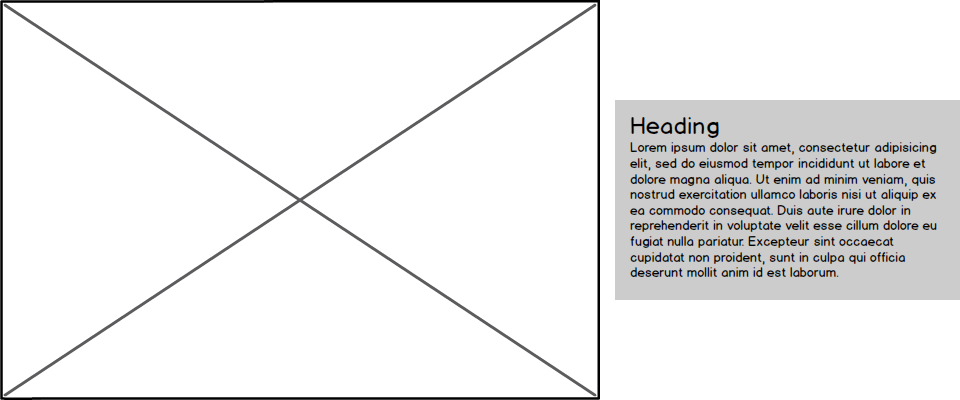 Heading
Lorem ipsum dolor sit amet, consectetur adipisicing
elit, sed do eiusmod tempor incididunt ut labore et
dolore magna aliqua. Ut enim ad minim veniam, quis
nostrud exercitation ullamco laboris nisi ut aliquip ex
ea commodo consequat. Duis aute irure dolor in
reprehenderit in voluptate velit esse cillum dolore eu
fugiat nulla pariatur. Excepteur sint occaecat
cupidatat non proident, sunt in culpa qui officia
deserunt mollit anim id est laborum.